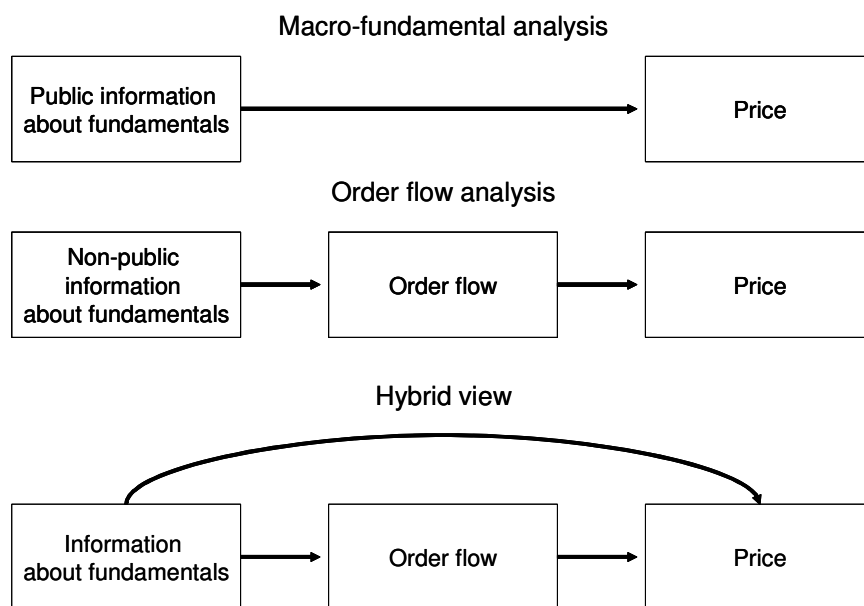 Macro-fundamental analysis
Public information
about fundamentals
Price
Order flow analysis
Non-public
information
about fundamentals
Order flow
Price
Hybrid view
Information
about fundamentals
Order flow
Price